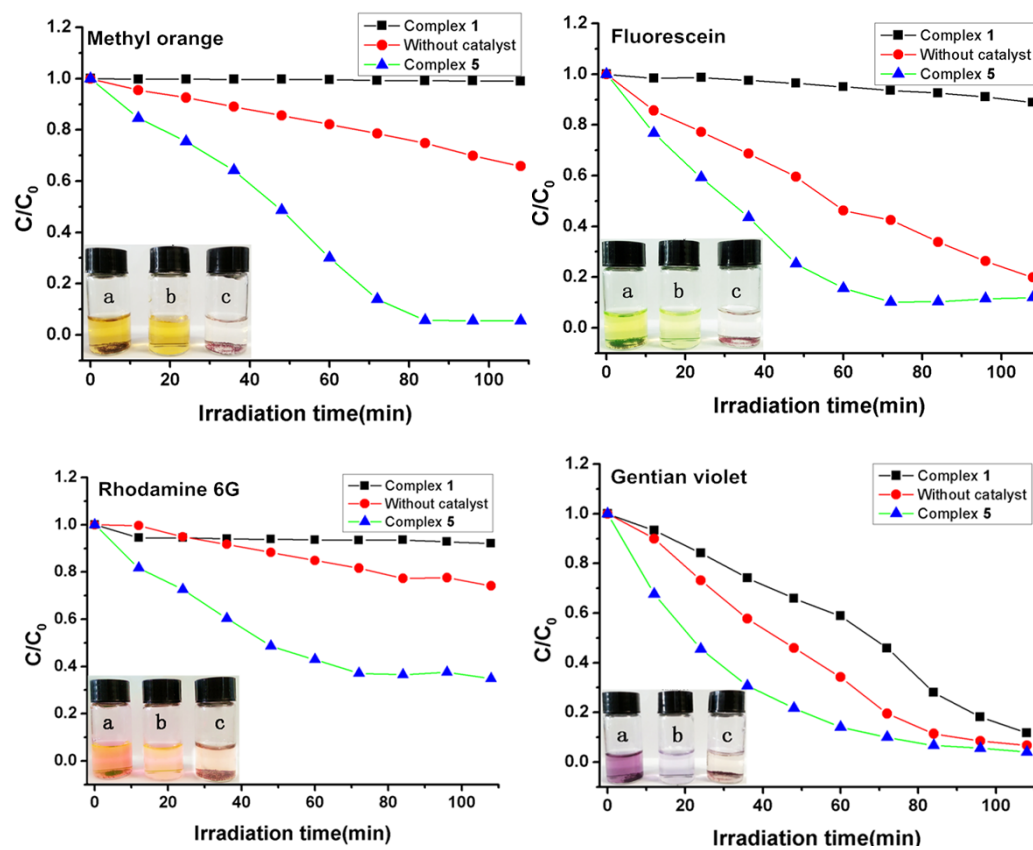 Methyl orange
Complex 1
Without catalyst
Complex 5
C/C0
1.2
1.0
0.8
0.6
0.4
0.2
0.0
a b c
0 20 40 60 80 100
Irradiation time(min)
Fluorescein
Complex 1
Without catalyst
Complex 5
C/C0
1.2
1.0
0.8
0.6
0.4
0.2
0.0
a b c
0 20 40 60 80 100
Irradiation time(min)
Rhodamine 6G
Complex 1
Without catalyst
Complex 5
C/C0
1.2
1.0
0.8
0.6
0.4
0.2
0.0
a b c
0 20 40 60 80 100
Irradiation time(min)
Gentian violet
Complex 1
Without catalyst
Complex 5
C/C0
1.2
1.0
0.8
0.6
0.4
0.2
0.0
a b c
0 20 40 60 80 100
Irradiation time(min)